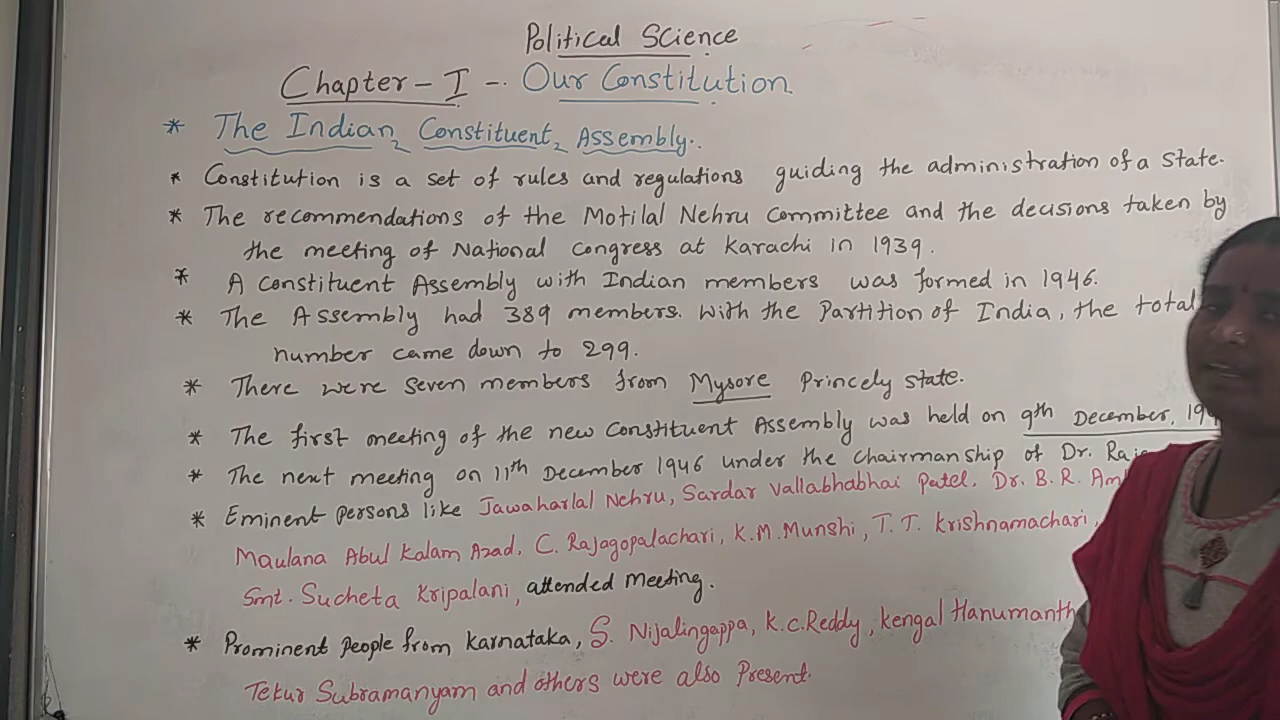 Political Science
Chapter - I - Our Constitution.
* The Indian, Constituent, Assembly.
* Constitution is a set of rules and regulations guiding the administration of a state.
* The recommendations of the Motilal Nehru Committee and the decisions taken by
the meeting of National Congress at Karachi in 1939.
* A Constituent Assembly with Indian members was formed in 1946.
* The Assembly had 389 members. With the Partition of India, the total
number came down to 299.
* There were seven members from Mysore Princely state.
* The first meeting of the new Constituent Assembly was held on 9th December, 19
* The next meeting on 11th December 1946 under the chairmanship of Dr.
* Eminent persons like Jawaharlal Nehru, Sardar Vallabhabhai Patel. Dr. B. R.
Maulana Abul Kalam Azad, C. Rajagopalachari, K.M. Munshi, T. T. Krishnamachari,
Smt. Sucheta Kripalani, attended meeting.
* Prominent people from Karnataka, S. Nijalingappa, K.C. Reddy, Kengal Hanumanth
Tekur Subramanyam and others were also Present.